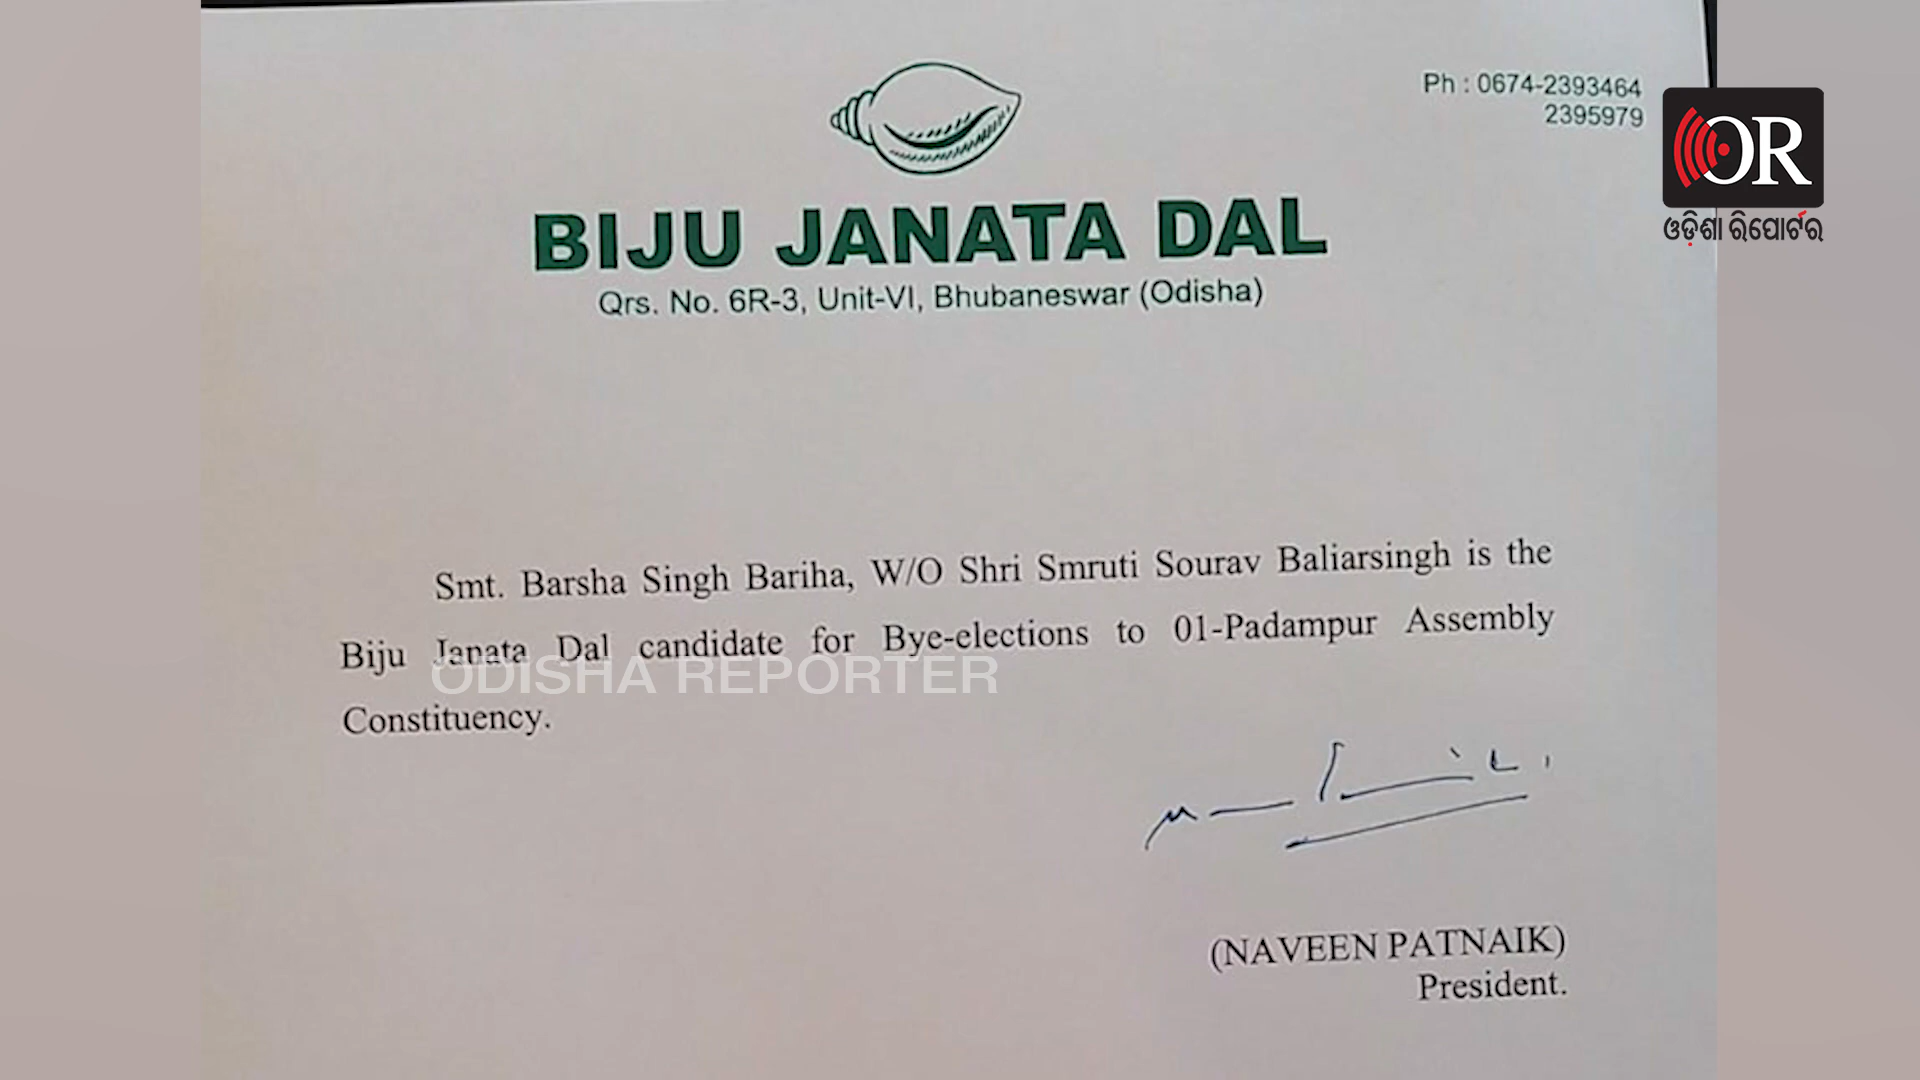 Ph : 0674-2393464
2395979
OR
ଓଡ଼ିଶା ରିପୋର୍ଟର
BIJU JANATA DAL
Qrs. No. 6R-3, Unit-VI, Bhubaneswar (Odisha)
Smt. Barsha Singh Bariha, W/O Shri Smruti Sourav Baliarsingh is the
Biju Janata Dal candidate for Bye-elections to 01-Padampur Assembly
ODISHA REPORTER
Constituency.
(NAVEEN PATNAIK)
President.